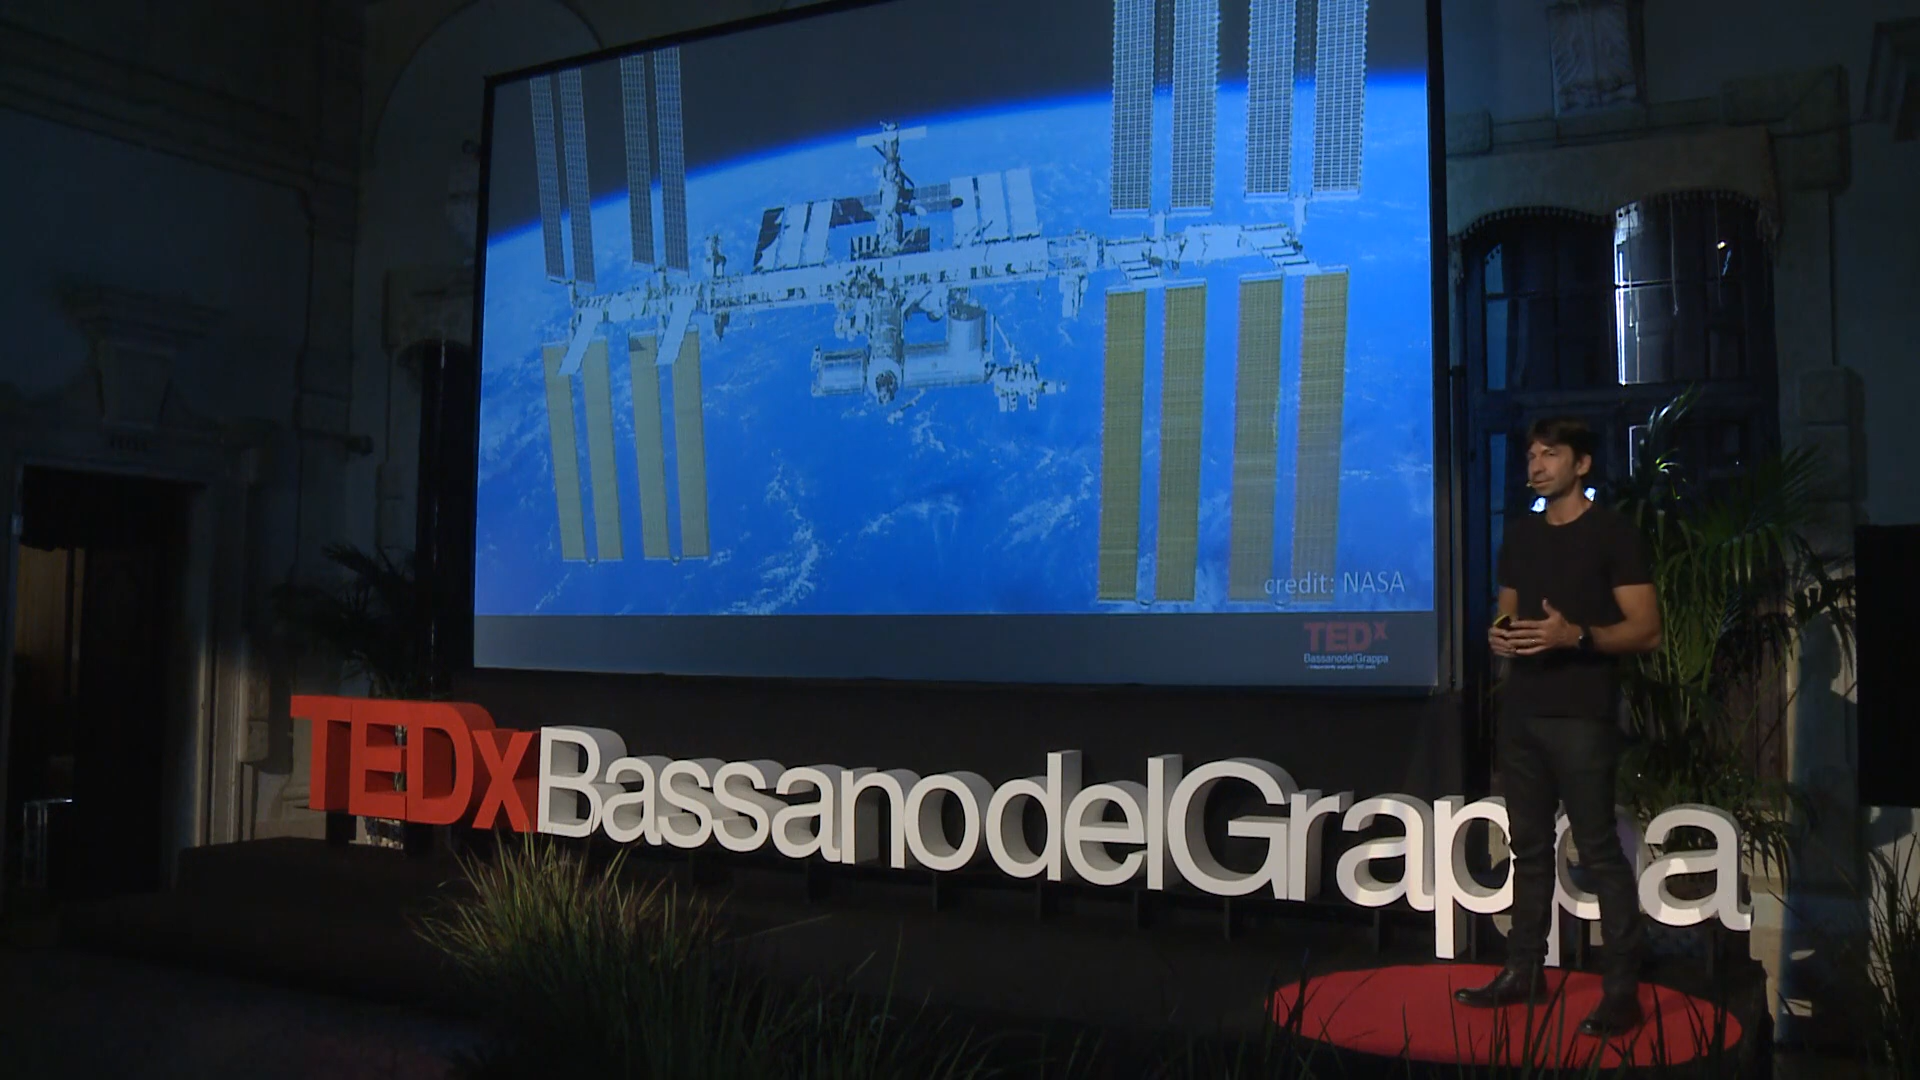 credit: NASA
TEDx
BassanodelGrappa
TEDxBassanodelGrappa